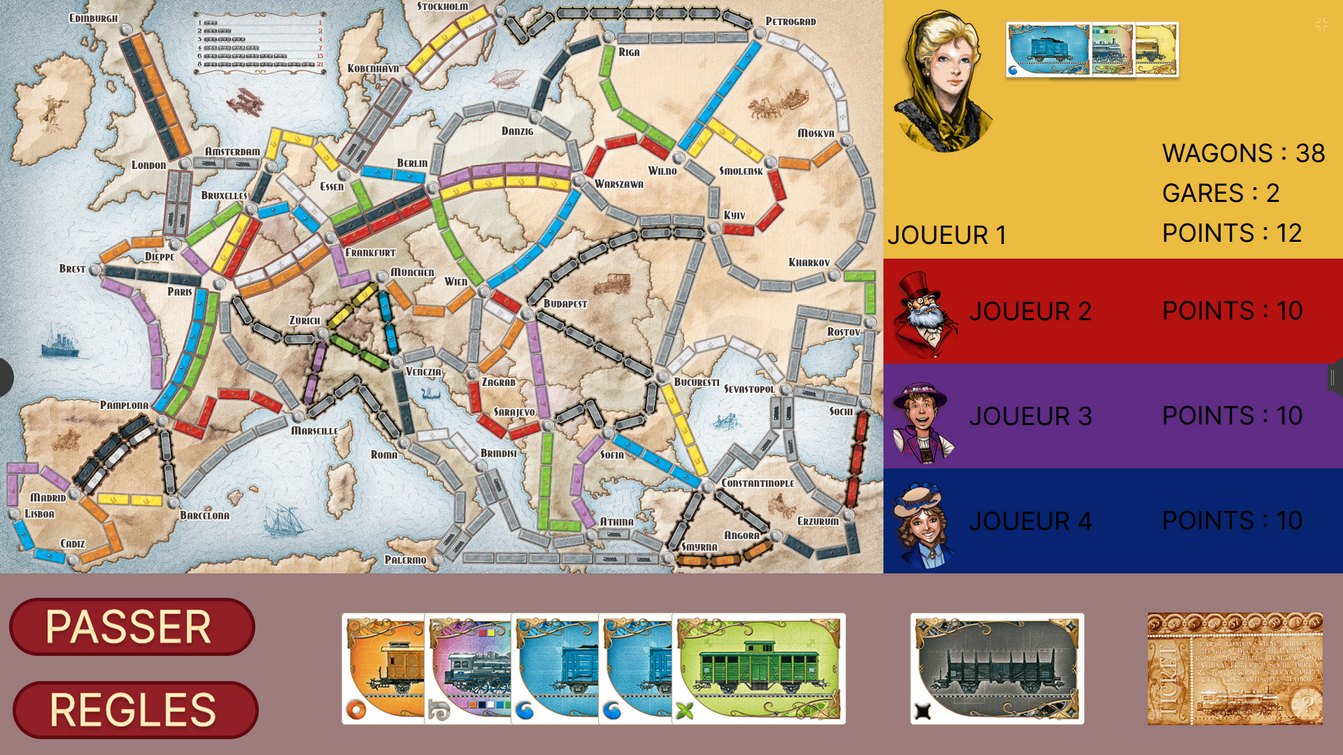 EDINBURGH
STOCKHOLM
PETROGRAD
RIGA
KOBENHAVN
DANZIG
MOSKVA
LONDON
AMSTERDAM
BERLIN
WILNO
SMOLENSK
ESSEN
WARSZAWA
BRUXELLES
KYIV
DIEPPE
FRANKFURT
KHARKOV
BREST
MÜNCHEN
PARIS
WIEN
BUDAPEST
ZÜRICH
ROSTOV
VENEZIA
ZAGRAB
BUCURESTI
SEVASTOPOL
PAMPLONA
SARAJEVO
SOCHI
MARSEILLE
ROMA
BRINDISI
SOFIA
CONSTANTINOPLE
MADRID
LISBOA
BARCELONA
ATHINA
ANGORA
ERZURUM
CADIZ
PALERMO
SMYRNA
WAGONS : 38
GARES : 2
JOUEUR 1
POINTS : 12
JOUEUR 2
POINTS : 10
JOUEUR 3
POINTS : 10
JOUEUR 4
POINTS : 10
PASSER
REGLES
TICKET